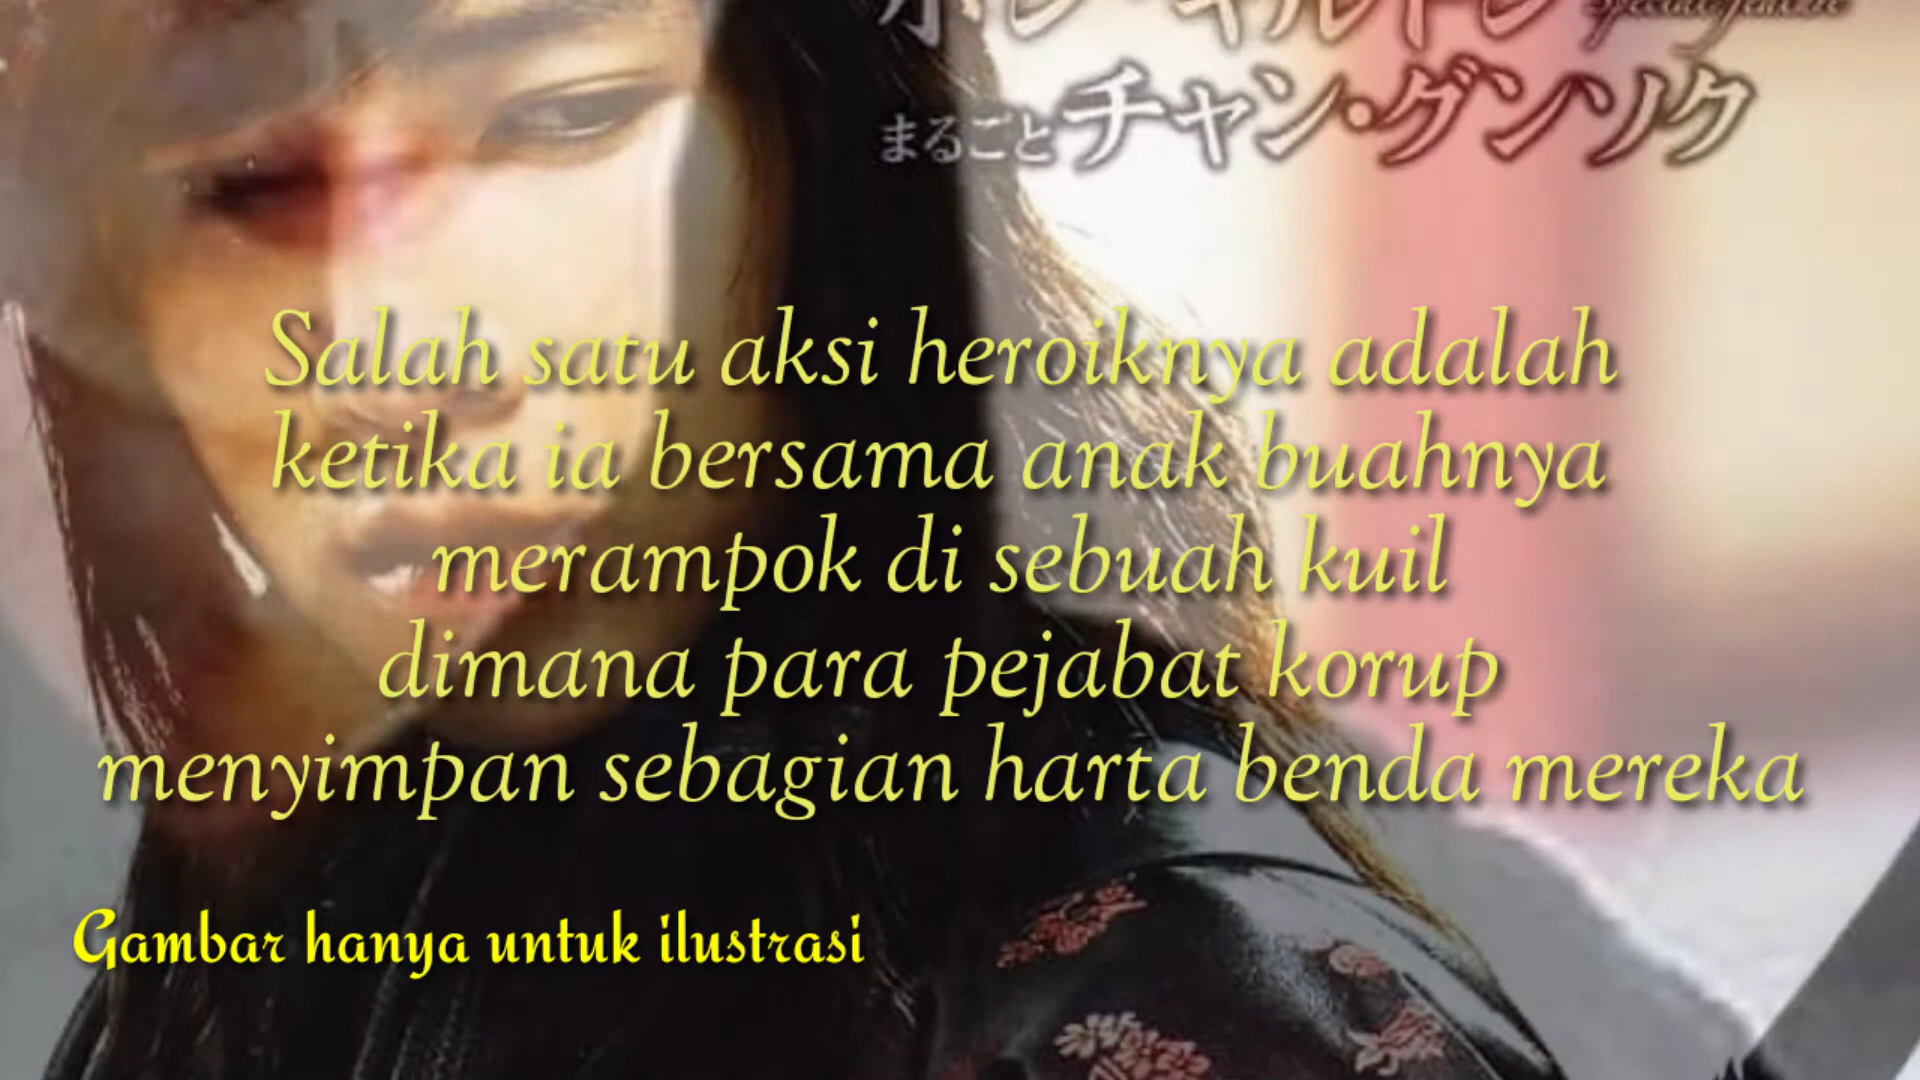 まるごとチャン・グンソク
Salah satu aksi heroiknya adalah
ketika ia bersama anak buahnya
merampok di sebuah kuil
dimana para pejabat korup
menyimpan sebagian harta benda mereka
Gambar hanya untuk ilustrasi